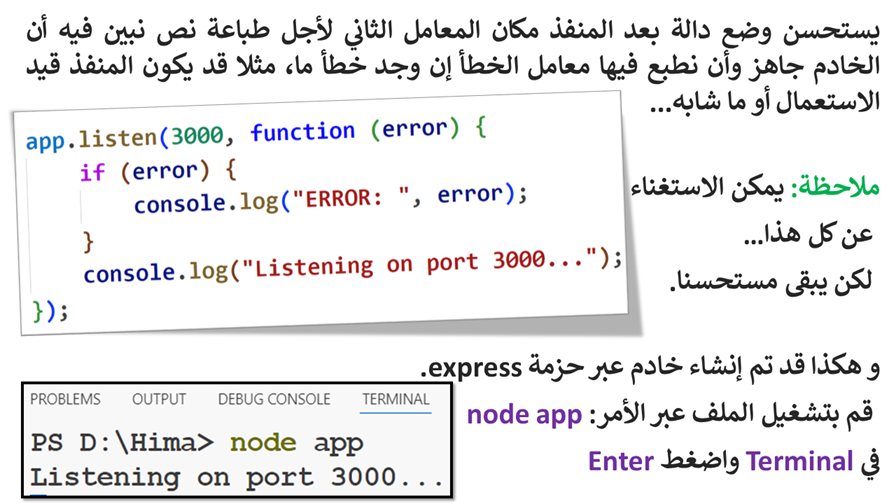 يستحسن وضع دالة بعد المنفذ مكان المعامل الثاني لأجل طباعة نص نبين فيه أن
الخادم جاهز وأن نطبع فيها معامل الخطأ إن وجد خطأ ما، مثلا قد يكون المنفذ قيد
الاستعمال أو ما شابه...
app.listen(3000, function (error) {
if (error) {
console.log("ERROR: ", error);
}
console.log("Listening on port 3000...");
});
ملاحظة: يمكن الاستغناء
عن كل هذا...
لكن يبقى مستحسنا.
و هكذا قد تم إنشاء خادم عبر حزمة express.
قم بتشغيل الملف عبر الأمر: node app
في Terminal واضغط Enter
PROBLEMS OUTPUT DEBUG CONSOLE TERMINAL
PS D:\Hima> node app
Listening on port 3000...